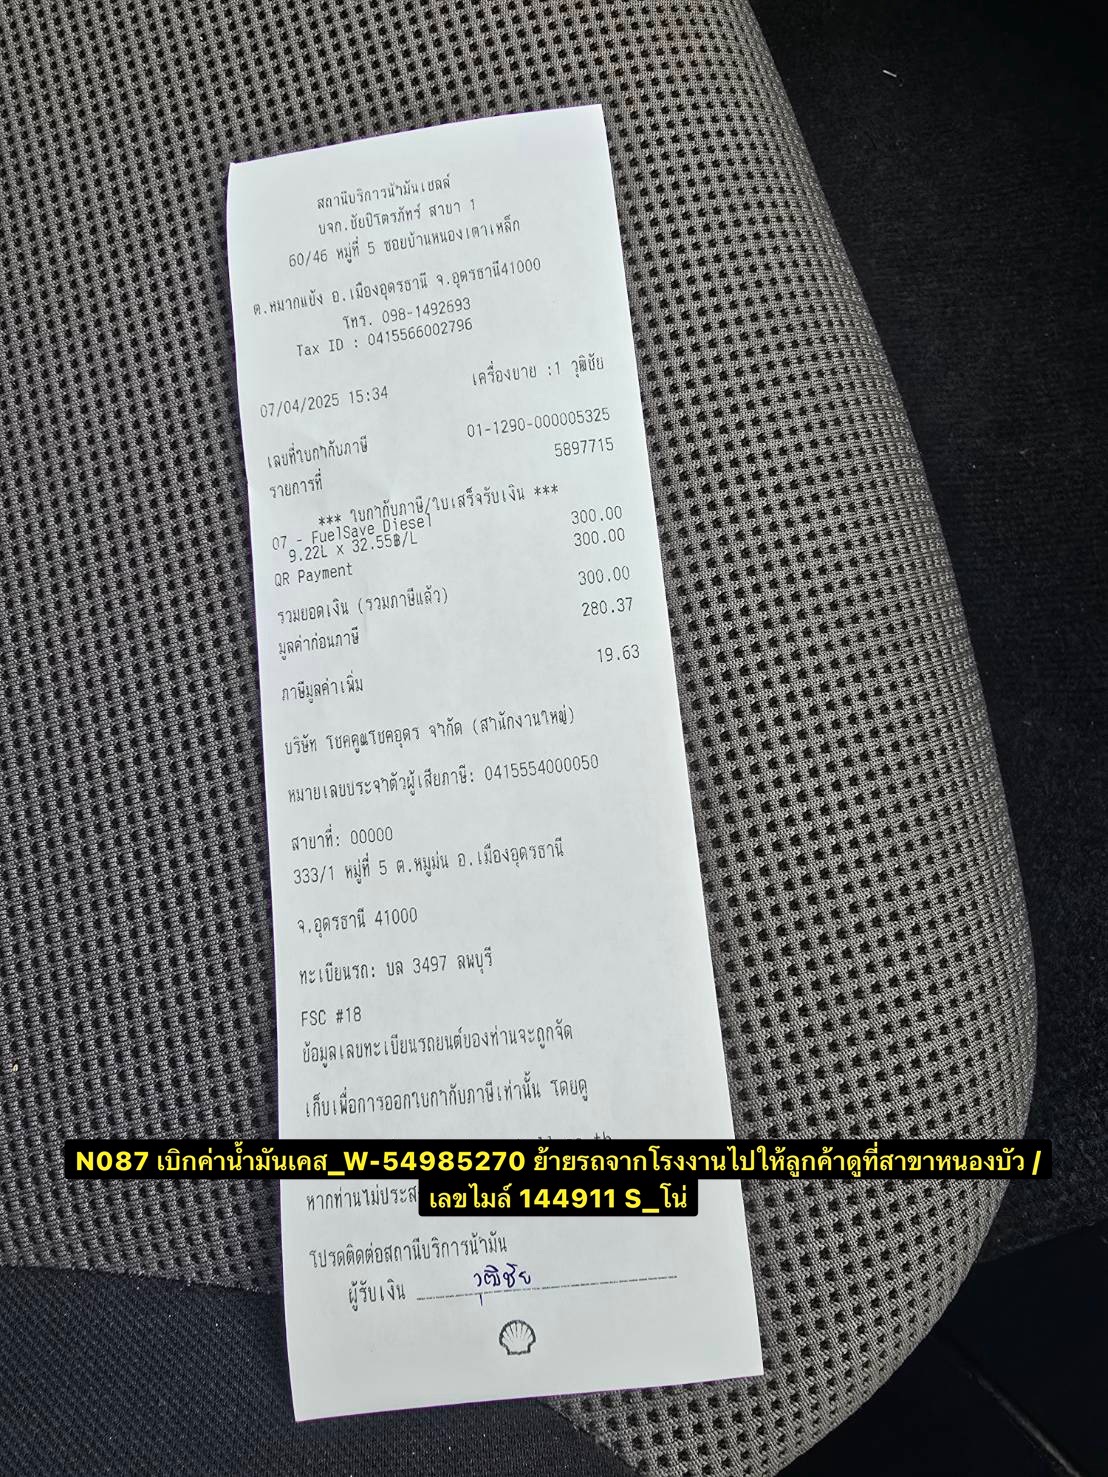 สถานีบริการน้ำมันเชลล์
บจก.ชัยปิโตรภัทร์ สาขา 1
60/46 หมู่ที่ 5 ซอยบ้านหนองเตาเหล็ก
ต.หมากแข้ง อ.เมืองอุดรธานี จ.อุดรธานี41000
โทร. 098-1492693
Tax ID : 0415566002796
07/04/2025 15:34 เครื่องขาย :1 วุฒิชัย
เลขที่ใบกำกับภาษี 01-1290-000005325
รายการที่ 5897715
*** ใบกำกับภาษี/ใบเสร็จรับเงิน ***
07 - FuelSave Diesel 300.00
9.22L x 32.55฿/L
QR Payment 300.00
รวมยอดเงิน (รวมภาษีแล้ว) 300.00
มูลค่าก่อนภาษี 280.37
ภาษีมูลค่าเพิ่ม 19.63
บริษัท โชคคูณโชคอุดร จำกัด (สำนักงานใหญ่)
หมายเลขประจำตัวผู้เสียภาษี: 0415554000050
สาขาที่: 00000
333/1 หมู่ที่ 5 ต.หมูม่น อ.เมืองอุดรธานี
จ.อุดรธานี 41000
ทะเบียนรถ: บล 3497 ลพบุรี
FSC #18
ข้อมูลเลขทะเบียนรถยนต์ของท่านจะถูกจัด
เก็บเพื่อการออกใบกำกับภาษีเท่านั้น โดยดู
N087 เบิกค่าน้ำมันเคส_W-54985270 ย้ายรถจากโรงงานไปให้ลูกค้าดูที่สาขาหนองบัว /
เลขไมล์ 144911 S_โน่
หากท่านไม่ประส
โปรดติดต่อสถานีบริการน้ำมัน
ผู้รับเงิน วุฒิชัย